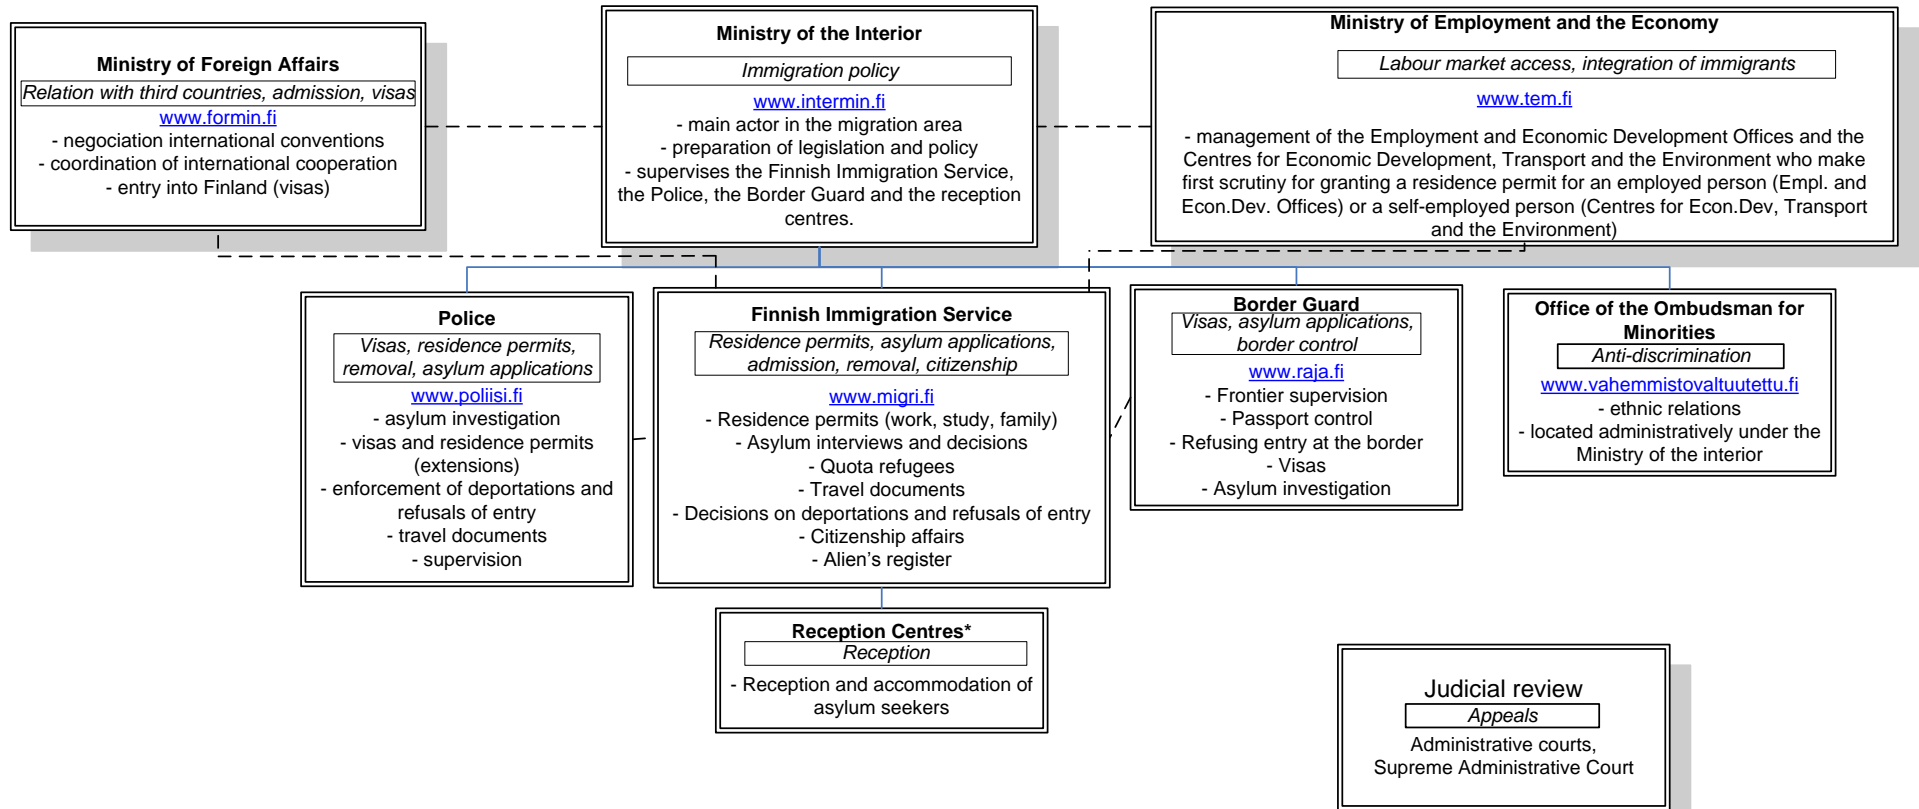 Ministry of Foreign Affairs
Relation with third countries, admission, visas
www.formin.fi
- negociation international conventions
- coordination of international cooperation
- entry into Finland (visas)
Ministry of the Interior
Immigration policy
www.intermin.fi
- main actor in the migration area
- preparation of legislation and policy
- supervises the Finnish Immigration Service,
the Police, the Border Guard and the reception
centres.
Ministry of Employment and the Economy
Labour market access, integration of immigrants
www.tem.fi
- management of the Employment and Economic Development Offices and the
Centres for Economic Development, Transport and the Environment who make
first scrutiny for granting a residence permit for an employed person (Empl. and
Econ.Dev. Offices) or a self-employed person (Centres for Econ.Dev, Transport
and the Environment)
Police
Visas, residence permits,
removal, asylum applications
www.poliisi.fi
- asylum investigation
- visas and residence permits
(extensions)
- enforcement of deportations and
refusals of entry
- travel documents
- supervision
Finnish Immigration Service
Residence permits, asylum applications,
admission, removal, citizenship
www.migri.fi
- Residence permits (work, study, family)
- Asylum interviews and decisions
- Quota refugees
- Travel documents
- Decisions on deportations and refusals of entry
- Citizenship affairs
- Alien's register
Border Guard
Visas, asylum applications,
border control
www.raja.fi
- Frontier supervision
- Passport control
- Refusing entry at the border
- Visas
- Asylum investigation
Office of the Ombudsman for
Minorities
Anti-discrimination
www.vahemmistovaltuutettu.fi
- ethnic relations
- located administratively under the
Ministry of the interior
Reception Centres*
Reception
- Reception and accommodation of
asylum seekers
Judicial review
Appeals
Administrative courts,
Supreme Administrative Court